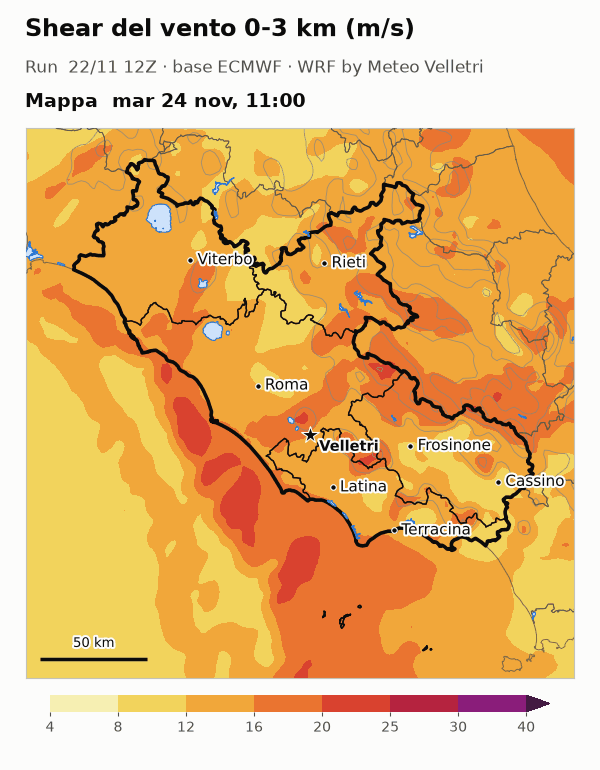 Shear del vento 0-3 km (m/s)
Run  22/11 12Z · base ECMWF · WRF by Meteo Velletri
Mappa  mar 24 nov, 11:00
Viterbo
Rieti
Roma
Velletri
Frosinone
Cassino
Latina
Terracina
50 km
4 8 12 16 20 25 30 40